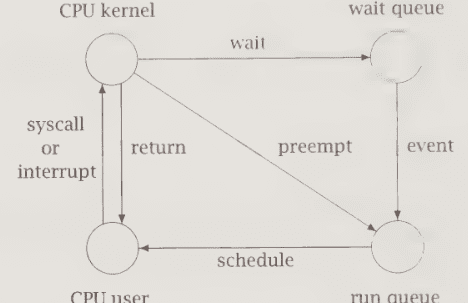 CPU kernel
wait queue
wait
syscall
or
interrupt
return
preempt
event
schedule
CPU user
run queue